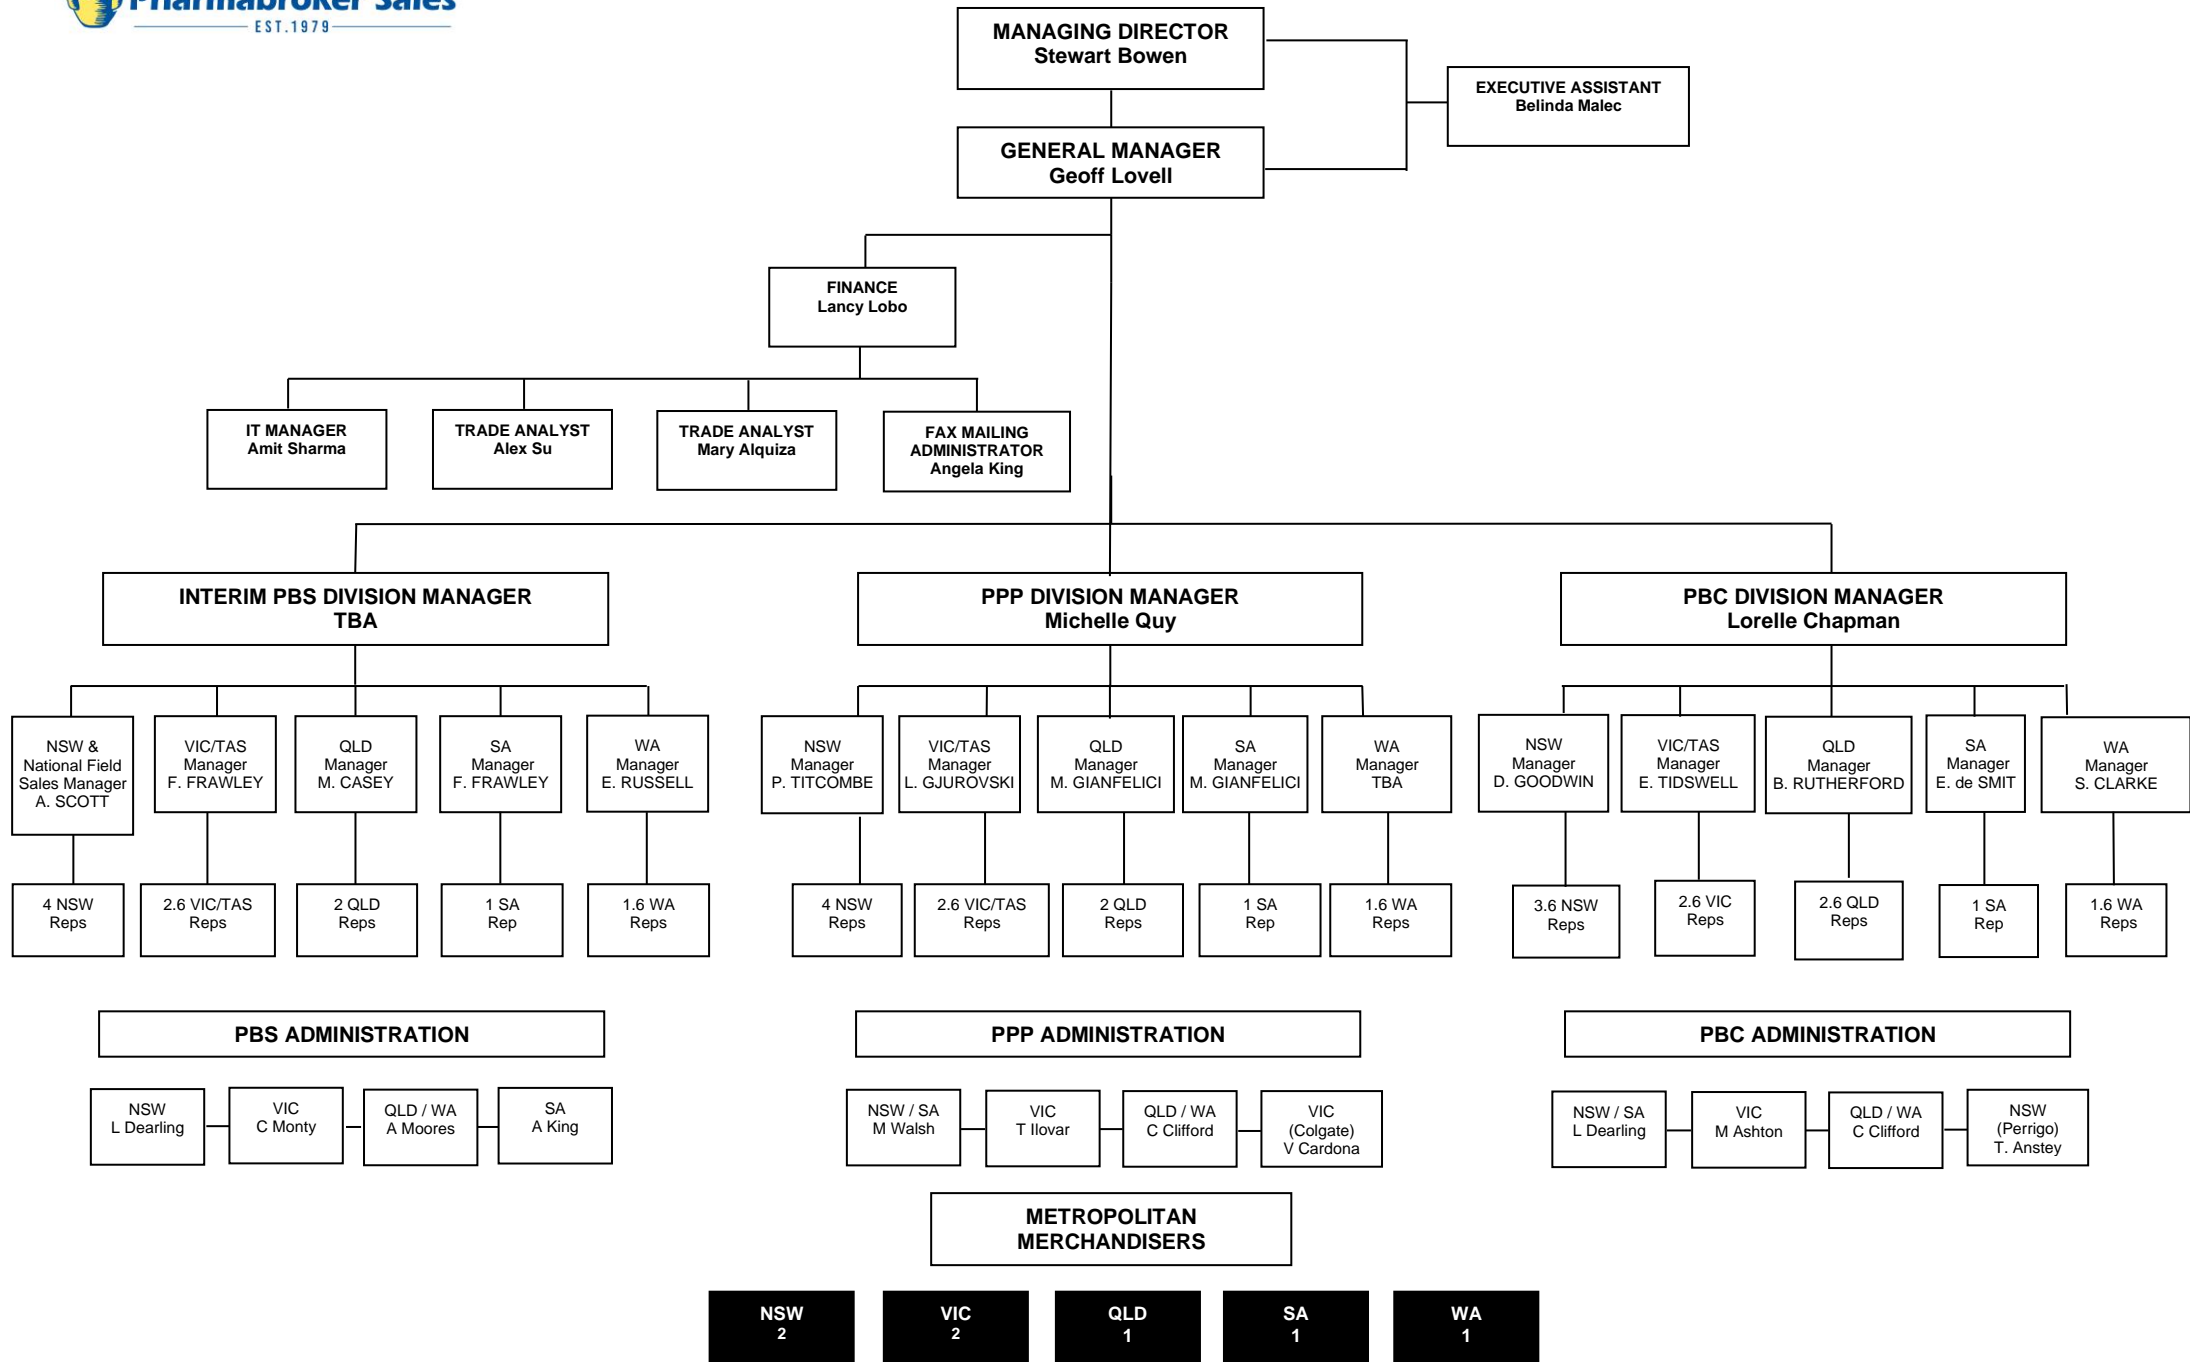 Pharmabroker Sales
EST.1979
MANAGING DIRECTOR
Stewart Bowen
EXECUTIVE ASSISTANT
Belinda Malec
GENERAL MANAGER
Geoff Lovell
FINANCE
Lancy Lobo
IT MANAGER
Amit Sharma
TRADE ANALYST
Alex Su
TRADE ANALYST
Mary Alquiza
FAX MAILING
ADMINISTRATOR
Angela King
INTERIM PBS DIVISION MANAGER
TBA
PPP DIVISION MANAGER
Michelle Quy
PBC DIVISION MANAGER
Lorelle Chapman
NSW &
National Field
Sales Manager
A. SCOTT
VIC/TAS
Manager
F. FRAWLEY
QLD
Manager
M. CASEY
SA
Manager
F. FRAWLEY
WA
Manager
E. RUSSELL
NSW
Manager
P. TITCOMBE
VIC/TAS
Manager
L. GJUROVSKI
QLD
Manager
M. GIANFELICI
SA
Manager
M. GIANFELICI
WA
Manager
TBA
NSW
Manager
D. GOODWIN
VIC/TAS
Manager
E. TIDSWELL
QLD
Manager
B. RUTHERFORD
SA
Manager
E. de SMIT
WA
Manager
S. CLARKE
4 NSW
Reps
2.6 VIC/TAS
Reps
2 QLD
Reps
1 SA
Rep
1.6 WA
Reps
4 NSW
Reps
2.6 VIC/TAS
Reps
2 QLD
Reps
1 SA
Rep
1.6 WA
Reps
3.6 NSW
Reps
2.6 VIC
Reps
2.6 QLD
Reps
1 SA
Rep
1.6 WA
Reps
PBS ADMINISTRATION
PPP ADMINISTRATION
PBC ADMINISTRATION
NSW
L Dearling
VIC
C Monty
QLD / WA
A Moores
SA
A King
NSW / SA
M Walsh
VIC
T Ilovar
QLD / WA
C Clifford
VIC
(Colgate)
V Cardona
NSW / SA
L Dearling
VIC
M Ashton
QLD / WA
C Clifford
NSW
(Perrigo)
T. Anstey
METROPOLITAN
MERCHANDISERS
NSW
2
VIC
2
QLD
1
SA
1
WA
1